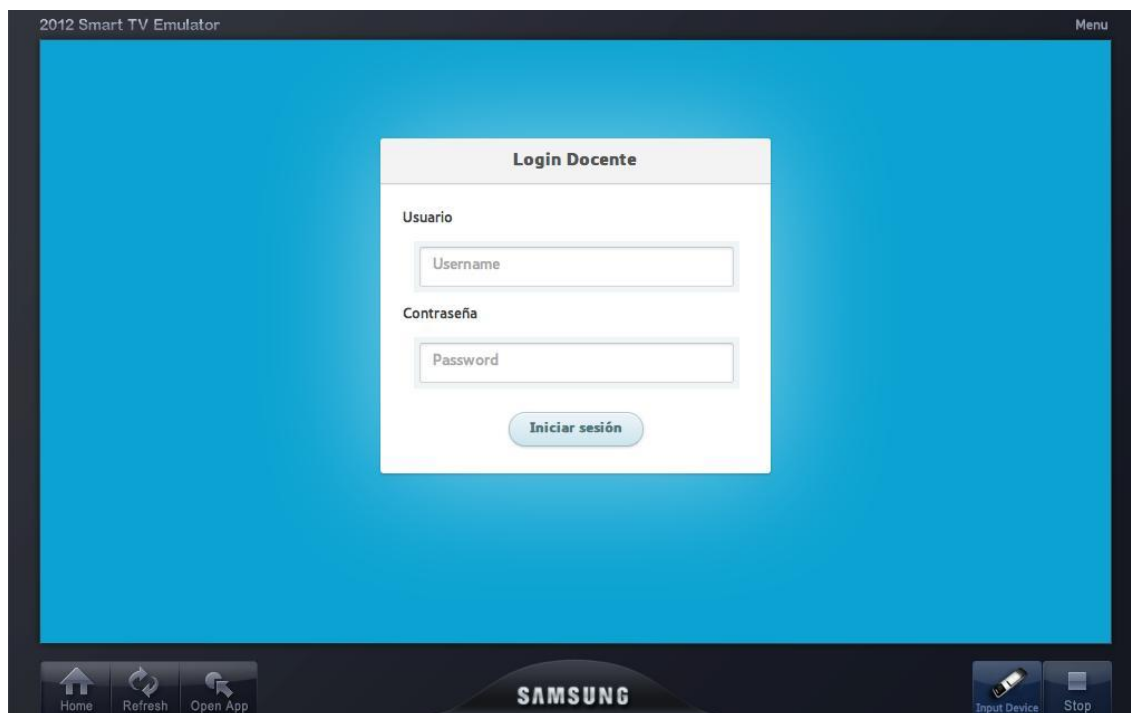 2012 Smart TV Emulator Menu
Login Docente
Usuario
Username
Contraseña
Password
Iniciar sesión
SAMSUNG
Home Refresh Open App Input Device Stop